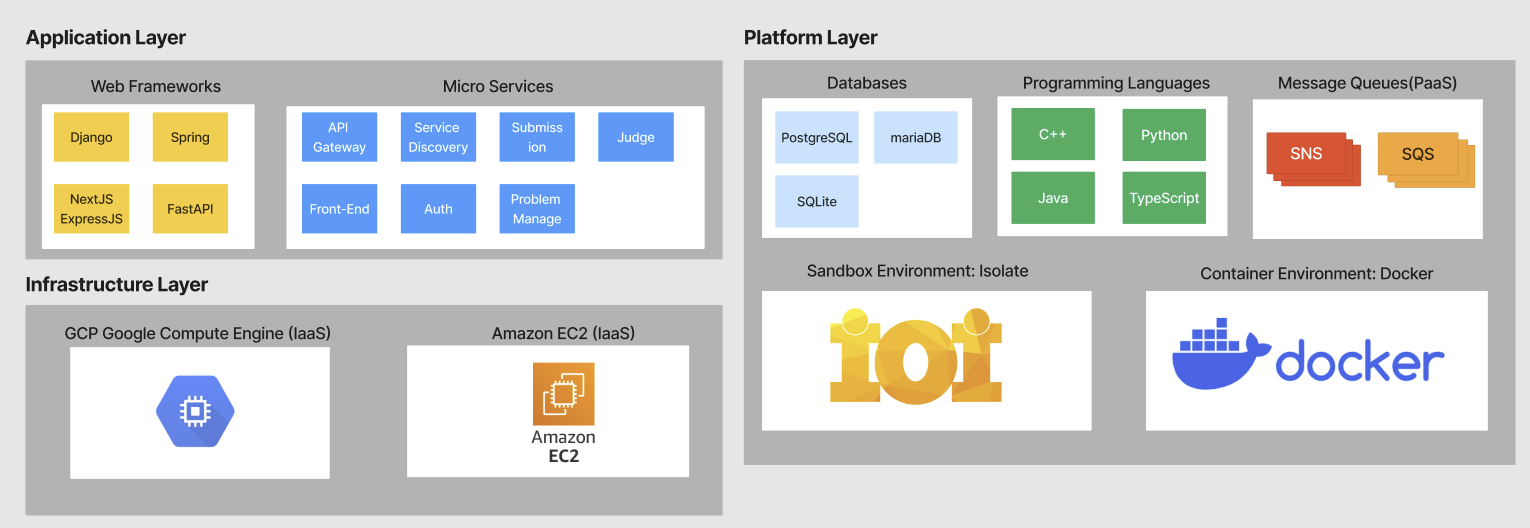 Application Layer
Web Frameworks
Micro Services
Django
Spring
NextJS
ExpressJS
FastAPI
API
Gateway
Service
Discovery
Submiss
ion
Judge
Front-End
Auth
Problem
Manage
Infrastructure Layer
GCP Google Compute Engine (IaaS)
Amazon EC2 (IaaS)
Amazon
EC2
Platform Layer
Databases
Programming Languages
Message Queues(PaaS)
PostgreSQL
mariaDB
SQLite
C++
Python
Java
TypeScript
SNS
SQS
Sandbox Environment: Isolate
Container Environment: Docker
ioi
docker